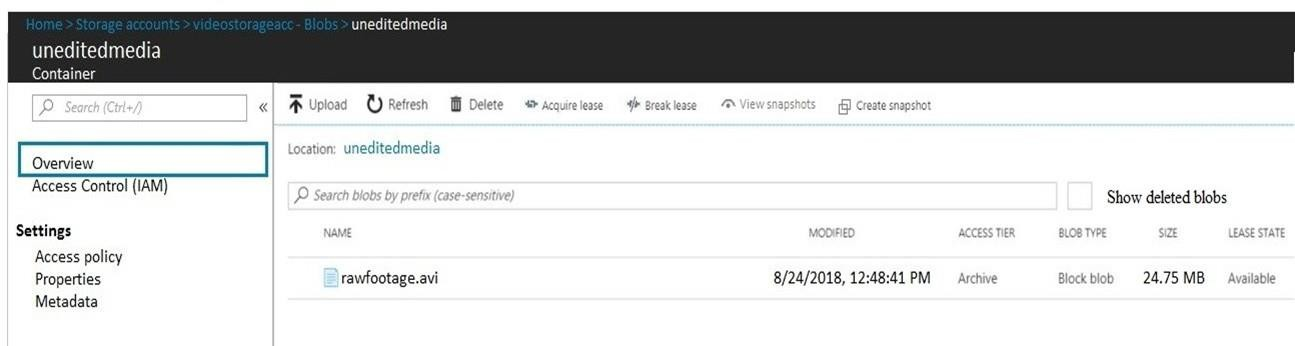 Home > Storage accounts > videostorageacc - Blobs > uneditedmedia
uneditedmedia
Container
Search (Ctrl+/)
«
Upload Refresh Delete Acquire lease Break lease View snapshots Create snapshot
Overview
Access Control (IAM)
Settings
Access policy
Properties
Metadata
Location: uneditedmedia
Search blobs by prefix (case-sensitive) Show deleted blobs
NAME MODIFIED ACCESS TIER BLOB TYPE SIZE LEASE STATE
rawfootage.avi 8/24/2018, 12:48:41 PM Archive Block blob 24.75 MB Available